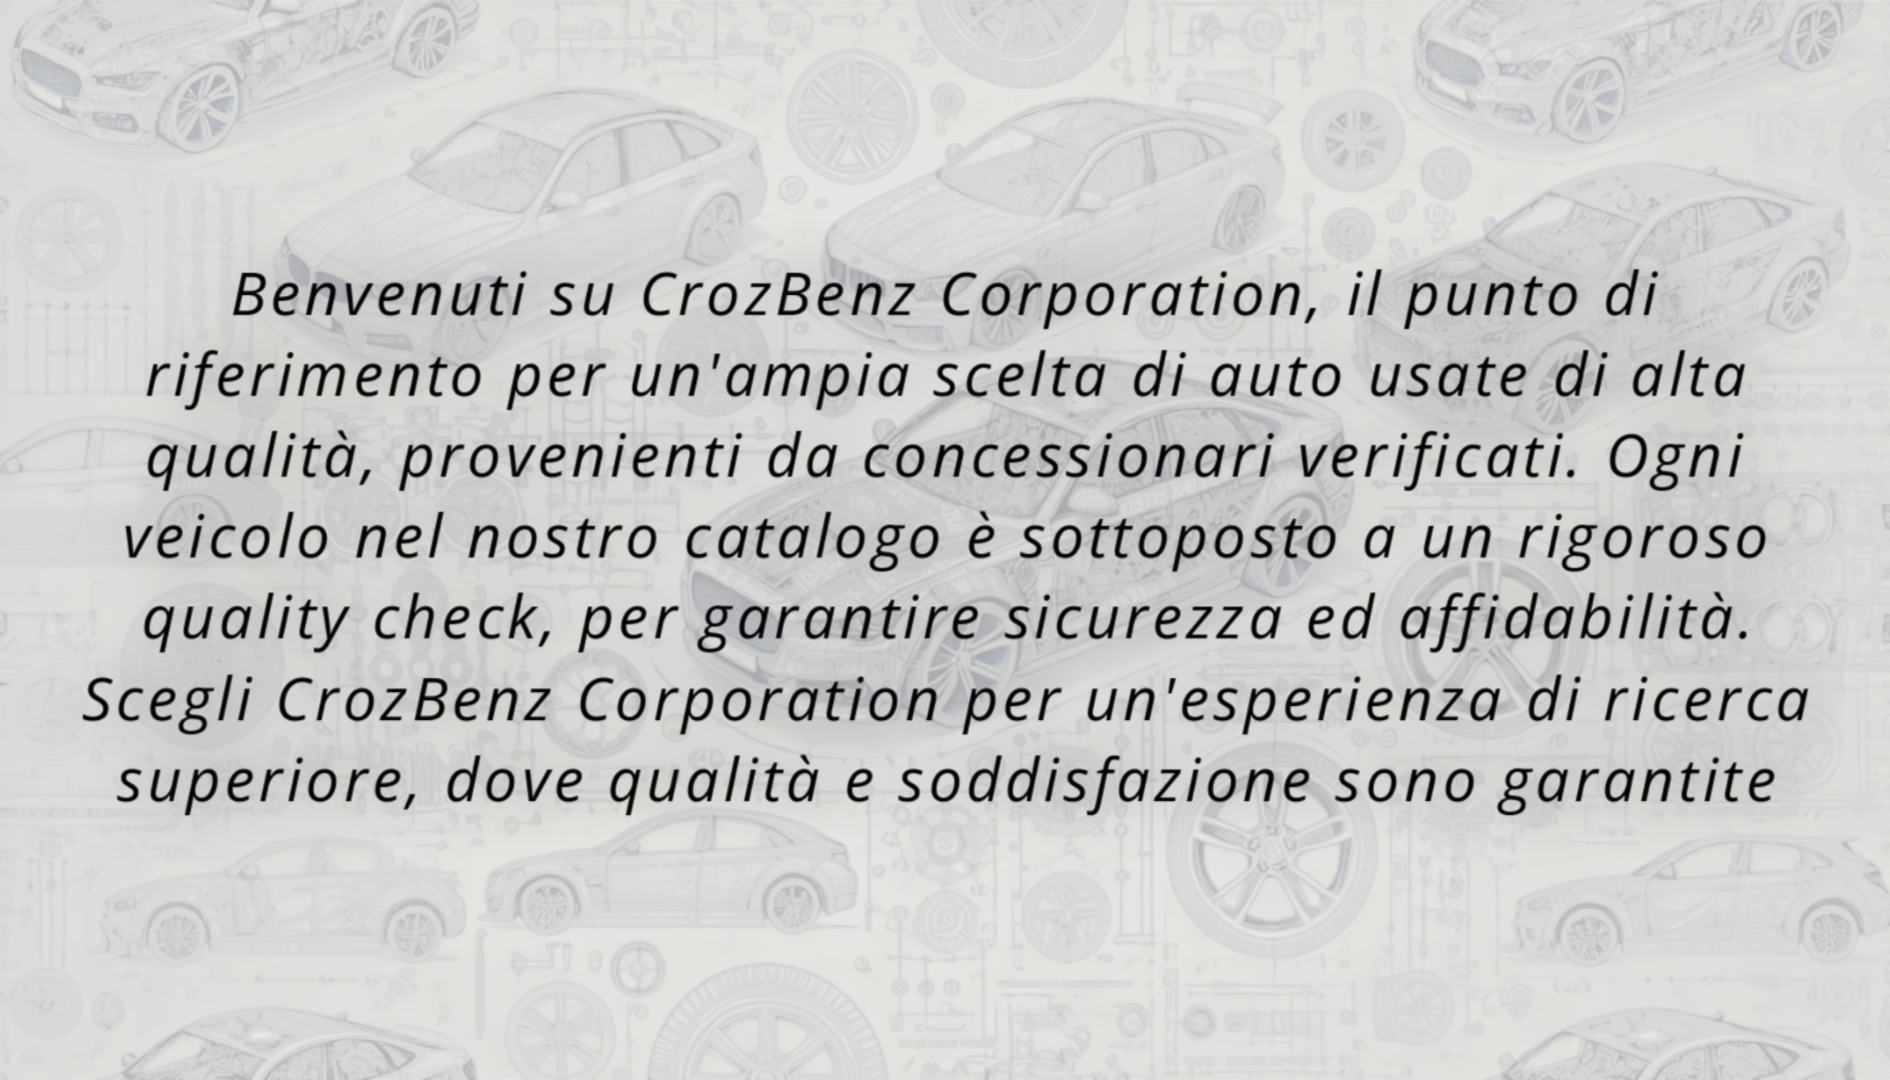 Benvenuti su CrozBenz Corporation, il punto di
riferimento per un'ampia scelta di auto usate di alta
qualità, provenienti da concessionari verificati. Ogni
veicolo nel nostro catalogo è sottoposto a un rigoroso
quality check, per garantire sicurezza ed affidabilità.
Scegli CrozBenz Corporation per un'esperienza di ricerca
superiore, dove qualità e soddisfazione sono garantite